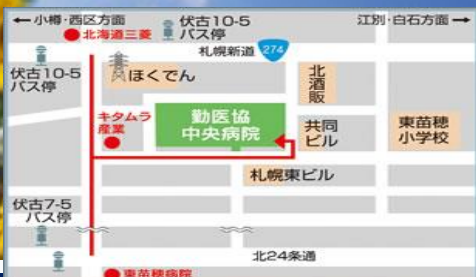 ←小樽・西区方面
伏古10-5
バス停
江別・白石方面→
北海道三菱
札幌新道
274
伏古10-5
バス停
ほくでん
北
酒
販
キタムラ
産業
勤医協
中央病院
共同
ビル
東苗穂
小学校
札幌東ビル
伏古7-5
バス停
北24条通
東苗穂病院